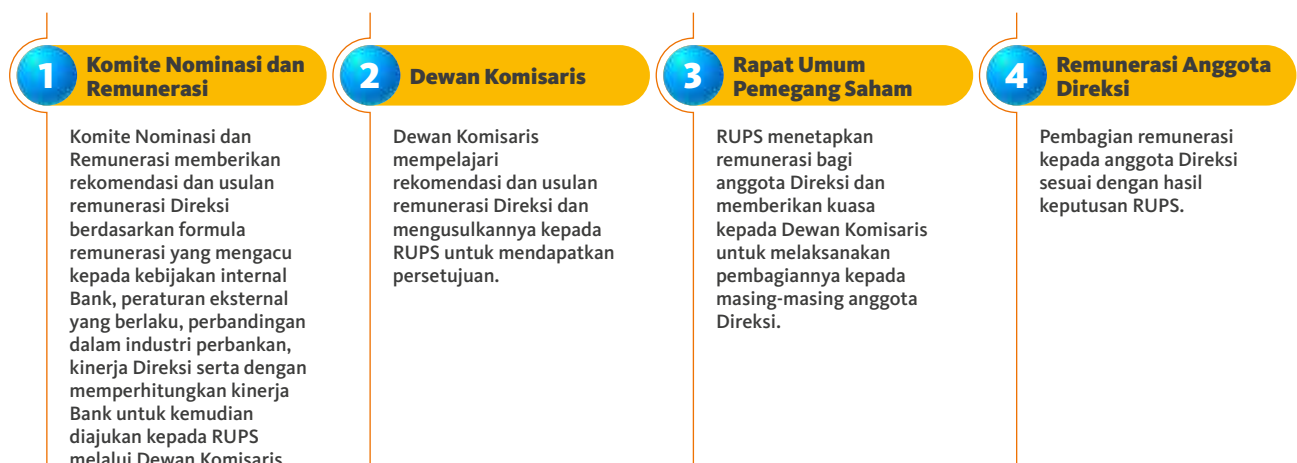 1
Komite Nominasi dan
Remunerasi
Komite Nominasi dan
Remunerasi memberikan
rekomendasi dan usulan
remunerasi Direksi
berdasarkan formula
remunerasi yang mengacu
kepada kebijakan internal
Bank, peraturan eksternal
yang berlaku, perbandingan
dalam industri perbankan,
kinerja Direksi serta dengan
memperhitungkan kinerja
Bank untuk kemudian
diajukan kepada RUPS
melalui Dewan Komisaris
2
Dewan Komisaris
Dewan Komisaris
mempelajari
rekomendasi dan usulan
remunerasi Direksi dan
mengusulkannya kepada
RUPS untuk mendapatkan
persetujuan.
3
Rapat Umum
Pemegang Saham
RUPS menetapkan
remunerasi bagi
anggota Direksi dan
memberikan kuasa
kepada Dewan Komisaris
untuk melaksanakan
pembagiannya kepada
masing-masing anggota
Direksi.
4
Remunerasi Anggota
Direksi
Pembagian remunerasi
kepada anggota Direksi
sesuai dengan hasil
keputusan RUPS.